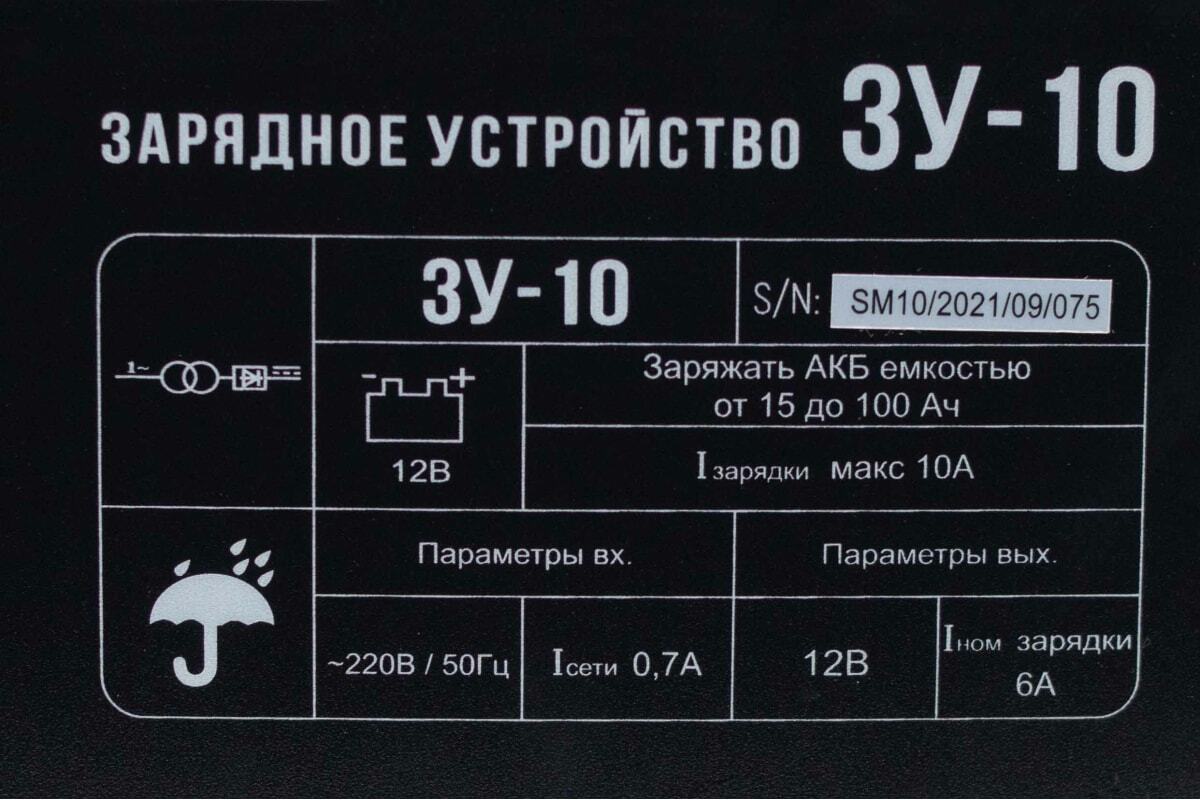 ЗАРЯДНОЕ УСТРОЙСТВО ЗУ-10
ЗУ-10
S/N: SM10/2021/09/075
1~
- +
12В
Заряжать АКБ емкостью
от 15 до 100 Ач
I зарядки макс 10А
Параметры вх.
Параметры вых.
~220В / 50Гц
Iсети 0,7А
12В
Iном зарядки
6А